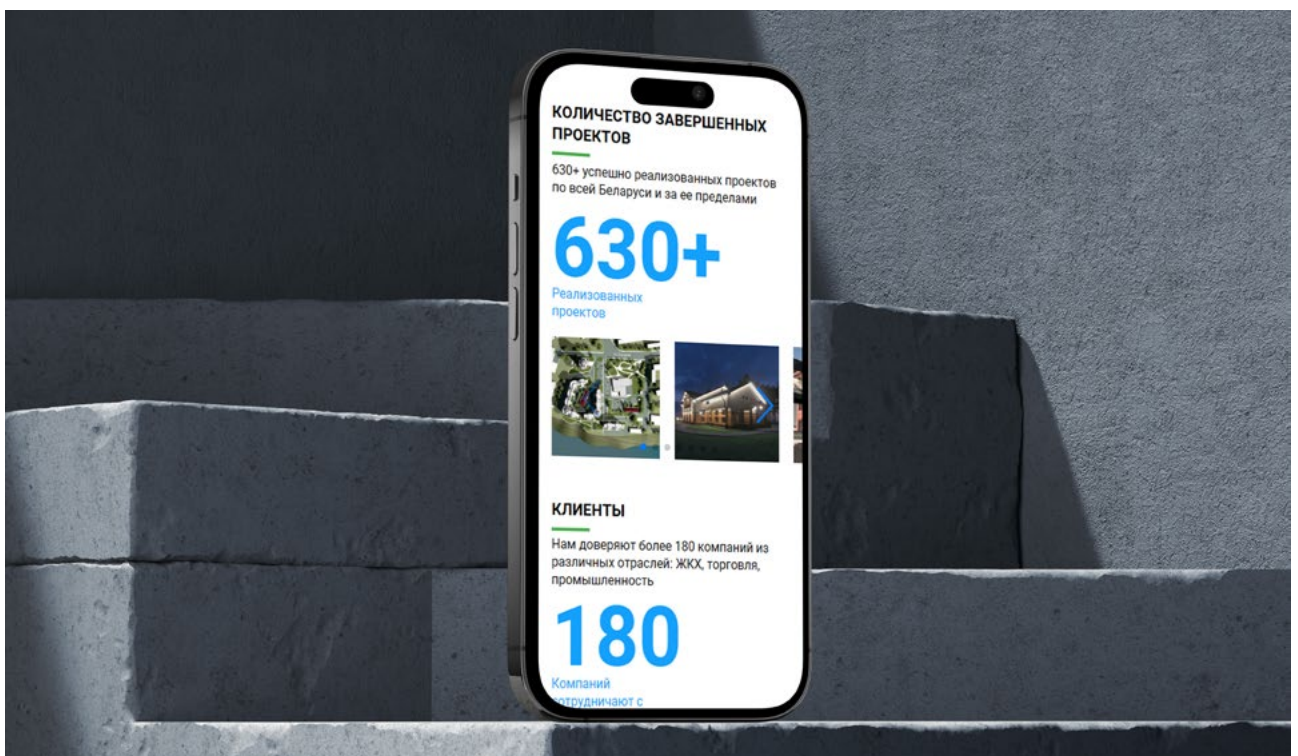 КОЛИЧЕСТВО ЗАВЕРШЕННЫХ
ПРОЕКТОВ
630+ успешно реализованных проектов
по всей Беларуси и за ее пределами
630+
Реализованных
проектов
КЛИЕНТЫ
Нам доверяют более 180 компаний из
различных отраслей: ЖКХ, торговля,
промышленность
180
Компаний
сотрудничают с